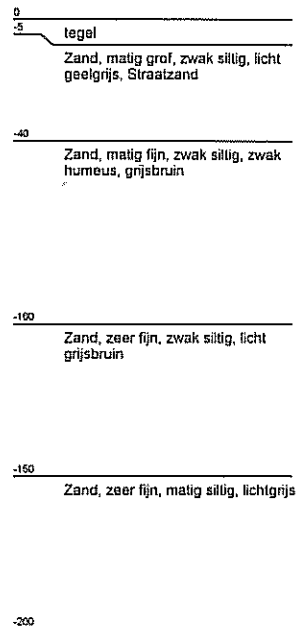 0
-5
tegel
Zand, matig grof, zwak siltig, licht
geelgrijs, Straatzand
-40
Zand, matig fijn, zwak siltig, zwak
humeus, grijsbruin
-100
Zand, zeer fijn, zwak siltig, licht
grijsbruin
-150
Zand, zeer fijn, matig siltig, lichtgrijs
-200